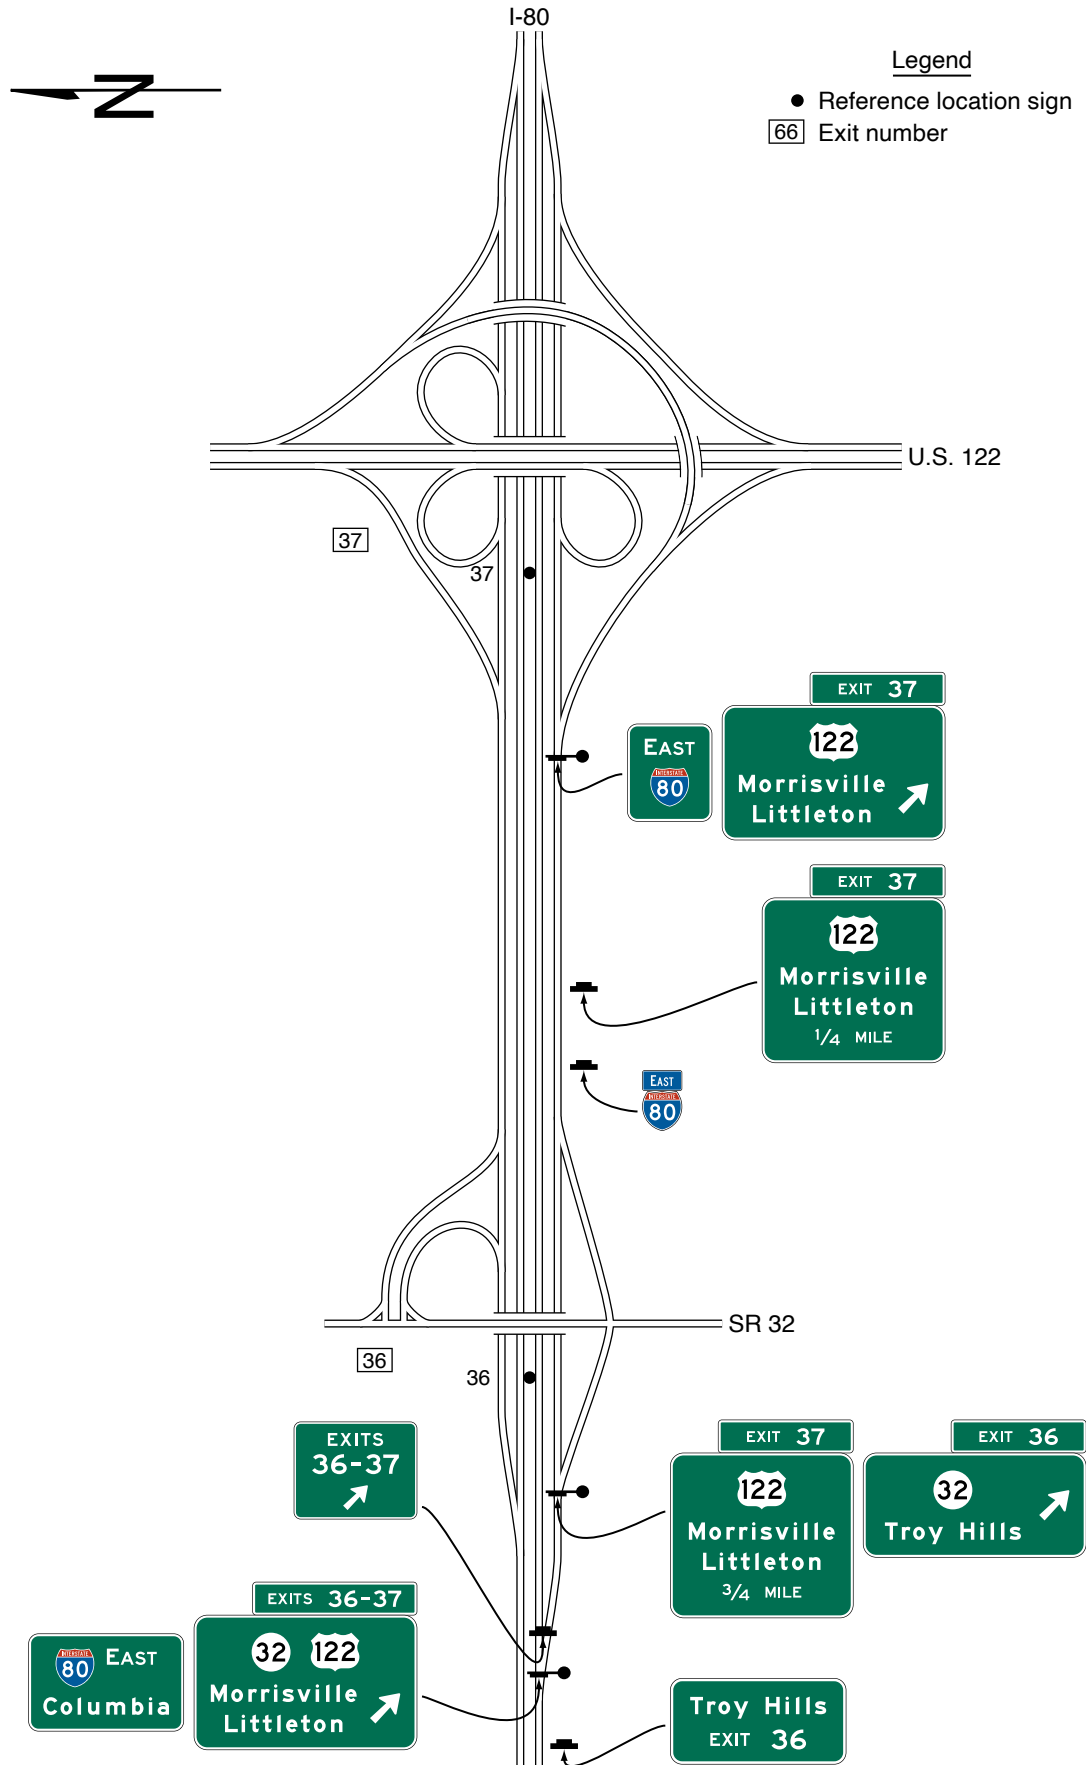 I-80
N
Legend
Reference location sign
66 Exit number
U.S. 122
37
37
EXIT 37
EAST
INTERSTATE
80
122
Morrisville
Littleton
EXIT 37
122
Morrisville
Littleton
1/4 MILE
EAST
INTERSTATE
80
SR 32
36
36
EXITS
36-37
EXIT 37
122
Morrisville
Littleton
3/4 MILE
EXIT 36
32
Troy Hills
EXITS 36-37
INTERSTATE
80 EAST
Columbia
32 122
Morrisville
Littleton
Troy Hills
EXIT 36